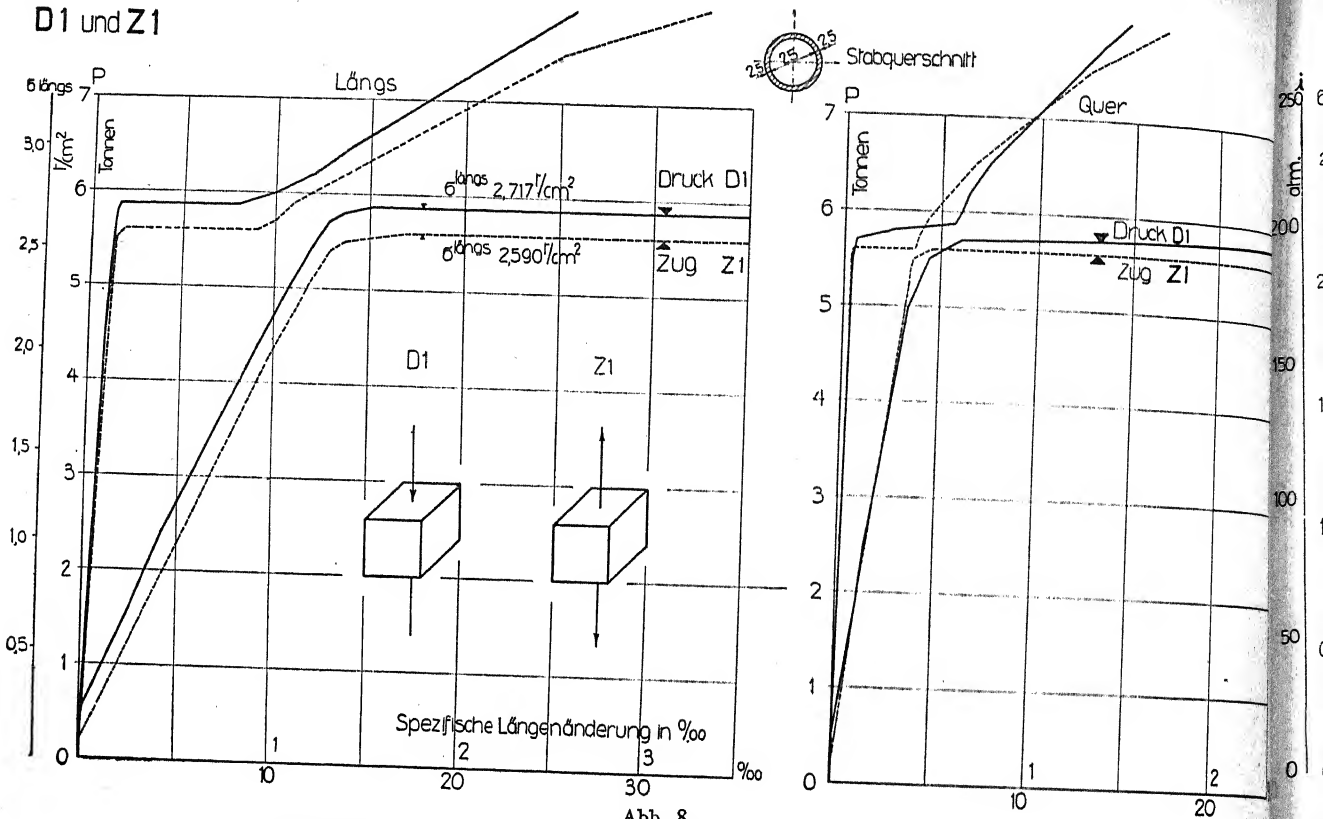 D1 und Z1
Längs
2,5 25 2,5
Stabquerschnitt
Quer
σ längs
P
7
3,0
T/cm²
Tonnen
6
2,5
5
2,0
4
1,5
3
1,0
2
0,5
1
0
σ längs 2,717 T/cm²
Druck D1
σ längs 2,590 T/cm²
Zug Z1
D1
Z1
Spezifische Längenänderung in ‰
1
2
3
10
20
30
‰
Abb. 8
P
7
Tonnen
6
5
4
3
2
1
0
Druck D1
Zug Z1
1
2
10
20
250
atm.
200
150
100
50
0